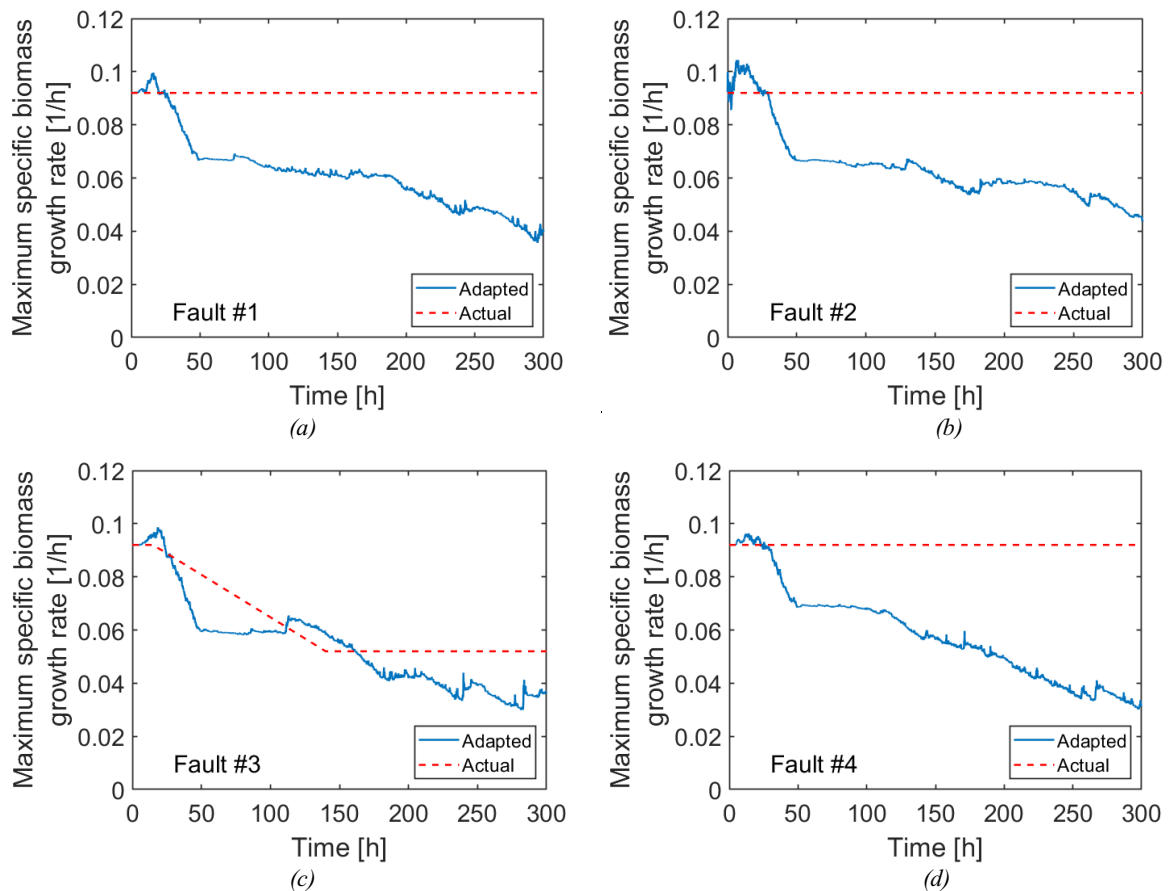 0.12
0.1
0.08
0.06
0.04
0.02
0
Maximum specific biomass
growth rate [1/h]
Adapted
Actual
Fault #1
0 50 100 150 200 250 300
Time [h]
(a)
0.12
0.1
0.08
0.06
0.04
0.02
0
Maximum specific biomass
growth rate [1/h]
Adapted
Actual
Fault #2
0 50 100 150 200 250 300
Time [h]
(b)
0.12
0.1
0.08
0.06
0.04
0.02
0
Maximum specific biomass
growth rate [1/h]
Adapted
Actual
Fault #3
0 50 100 150 200 250 300
Time [h]
(c)
0.12
0.1
0.08
0.06
0.04
0.02
0
Maximum specific biomass
growth rate [1/h]
Adapted
Actual
Fault #4
0 50 100 150 200 250 300
Time [h]
(d)